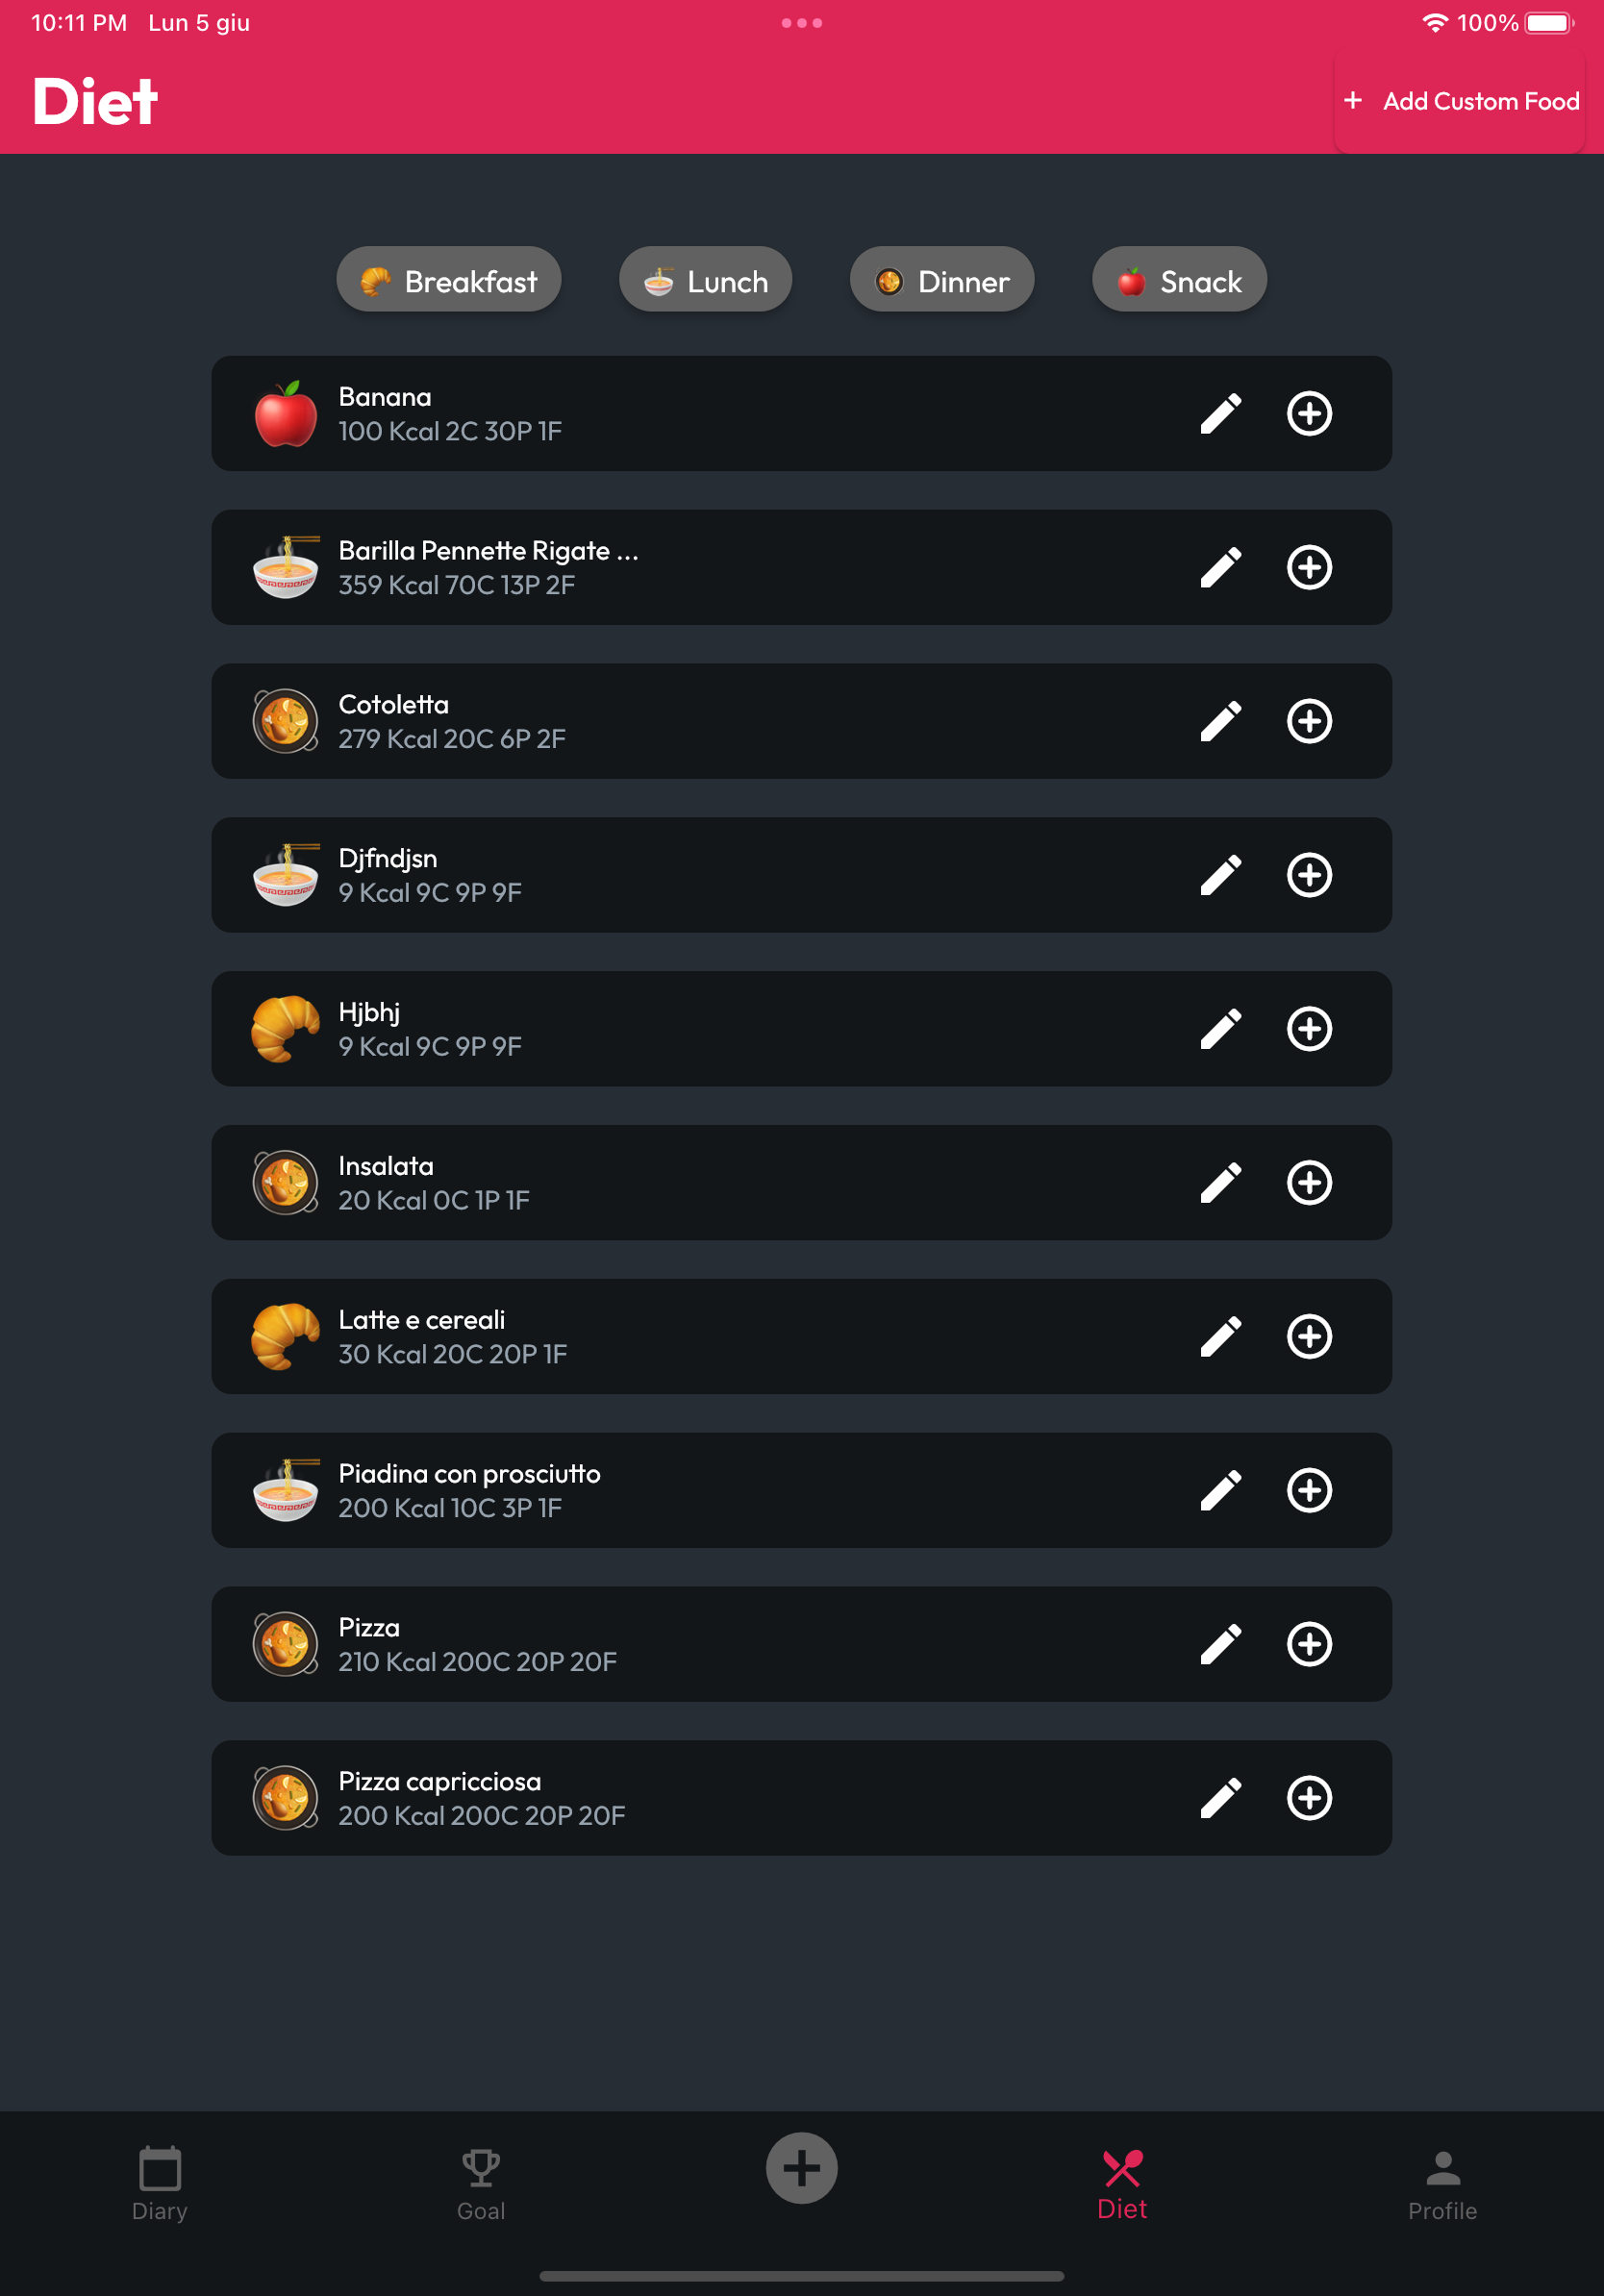 10:11 PM Lun 5 giu 100%
Diet
+ Add Custom Food
Breakfast Lunch Dinner Snack
Banana
100 Kcal 2C 30P 1F
Barilla Pennette Rigate ...
359 Kcal 70C 13P 2F
Cotoletta
279 Kcal 20C 6P 2F
Djfndjsn
9 Kcal 9C 9P 9F
Hjbhj
9 Kcal 9C 9P 9F
Insalata
20 Kcal 0C 1P 1F
Latte e cereali
30 Kcal 20C 20P 1F
Piadina con prosciutto
200 Kcal 10C 3P 1F
Pizza
210 Kcal 200C 20P 20F
Pizza capricciosa
200 Kcal 200C 20P 20F
Diary Goal Diet Profile